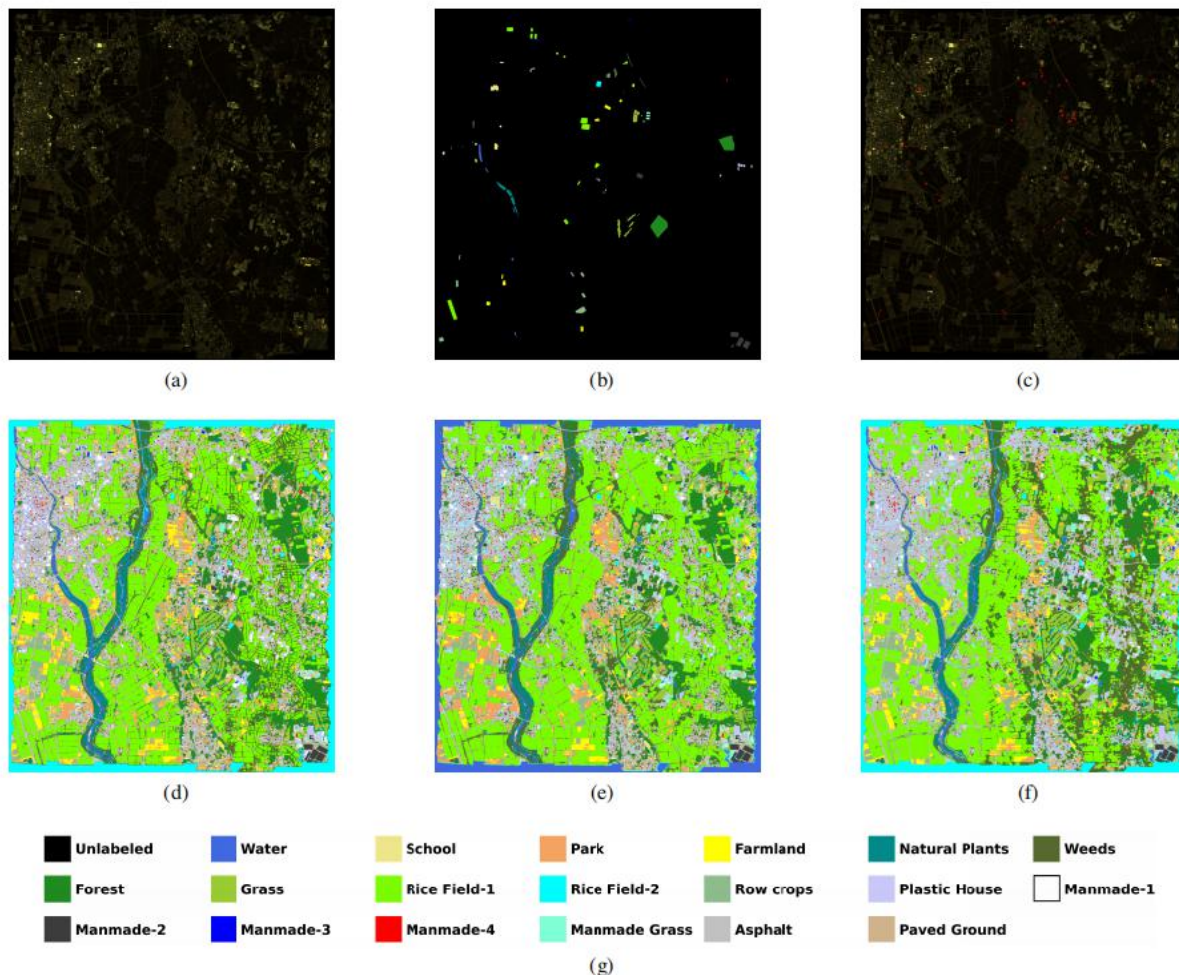 (a) (b) (c)
(d) (e) (f)
Unlabeled Water School Park Farmland Natural Plants Weeds
Forest Grass Rice Field-1 Rice Field-2 Row crops Plastic House Manmade-1
Manmade-2 Manmade-3 Manmade-4 Manmade Grass Asphalt Paved Ground
(g)